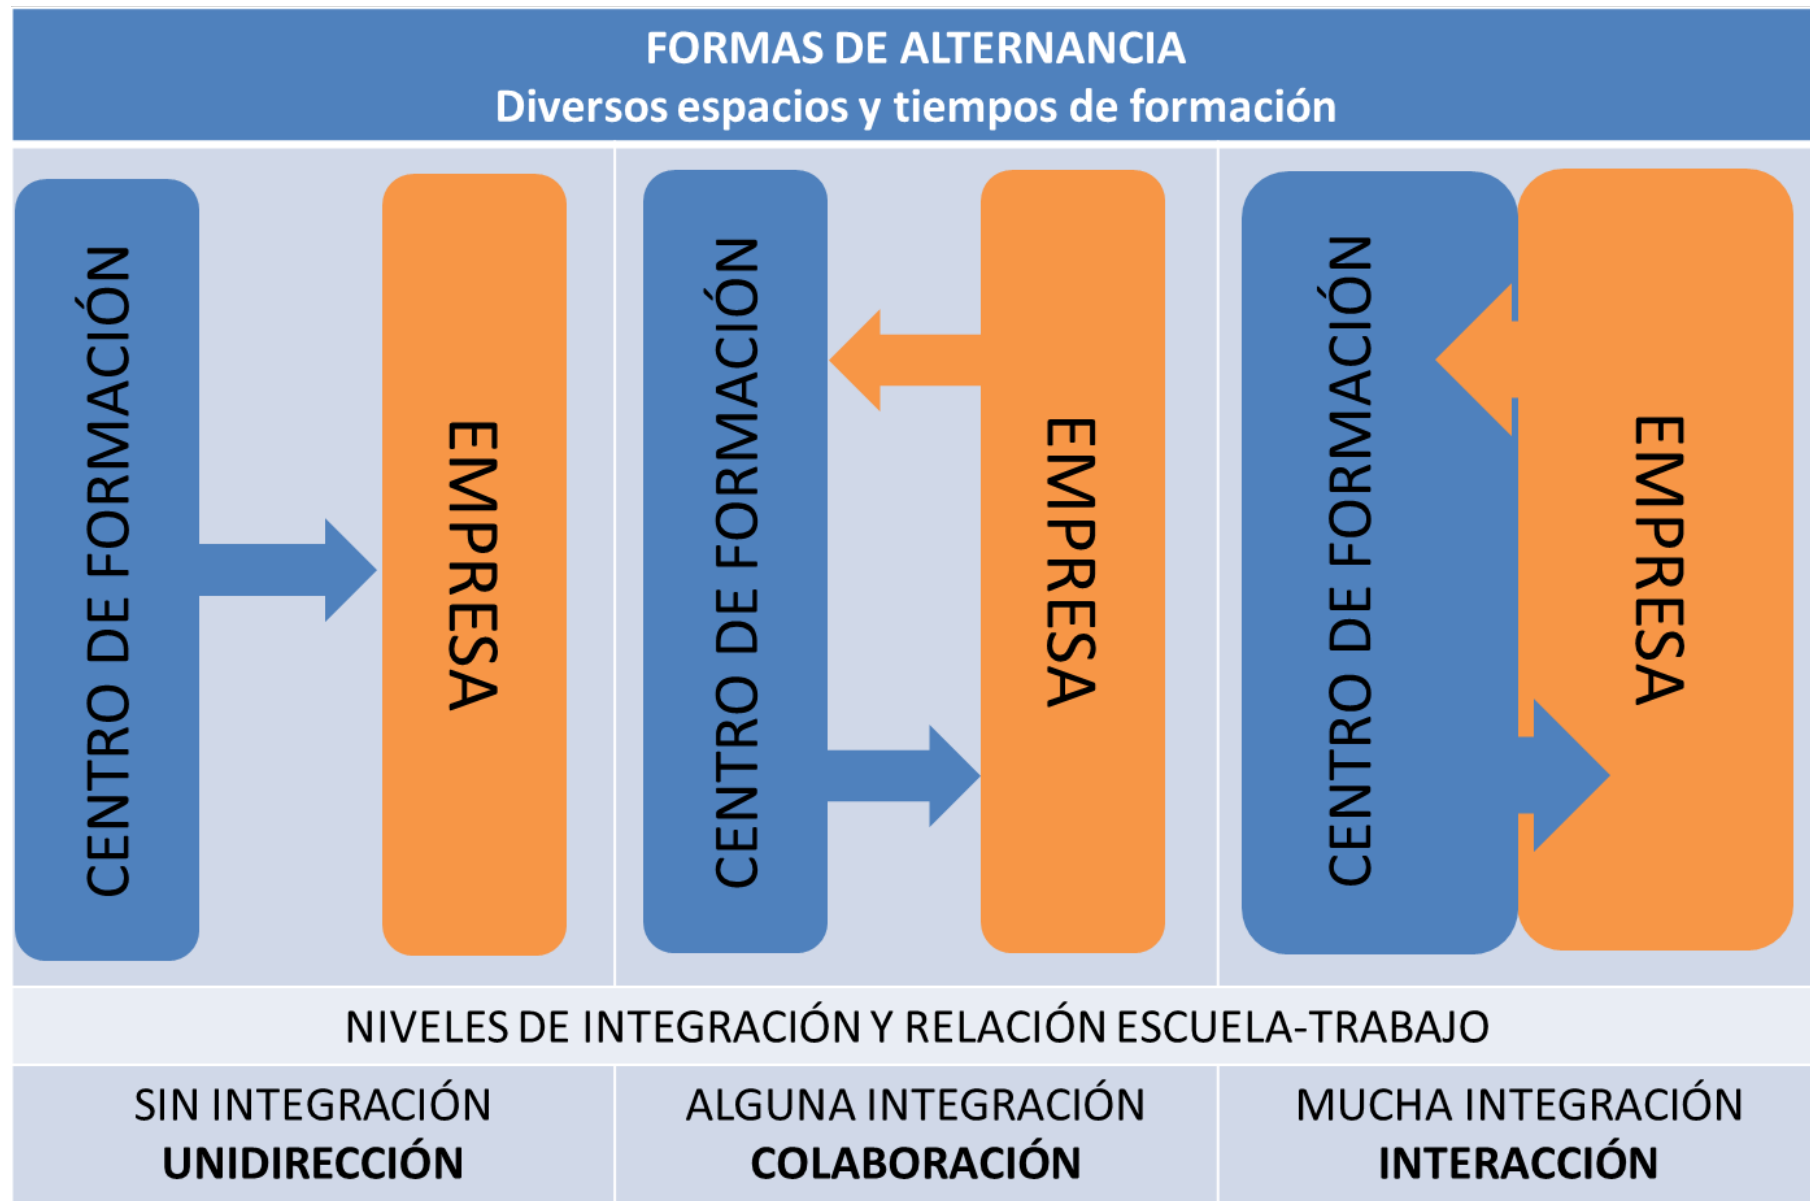 FORMAS DE ALTERNANCIA
Diversos espacios y tiempos de formación
CENTRO DE FORMACIÓN
EMPRESA
CENTRO DE FORMACIÓN
EMPRESA
CENTRO DE FORMACIÓN
EMPRESA
NIVELES DE INTEGRACIÓN Y RELACIÓN ESCUELA-TRABAJO
SIN INTEGRACIÓN
UNIDIRECCIÓN
ALGUNA INTEGRACIÓN
COLABORACIÓN
MUCHA INTEGRACIÓN
INTERACCIÓN